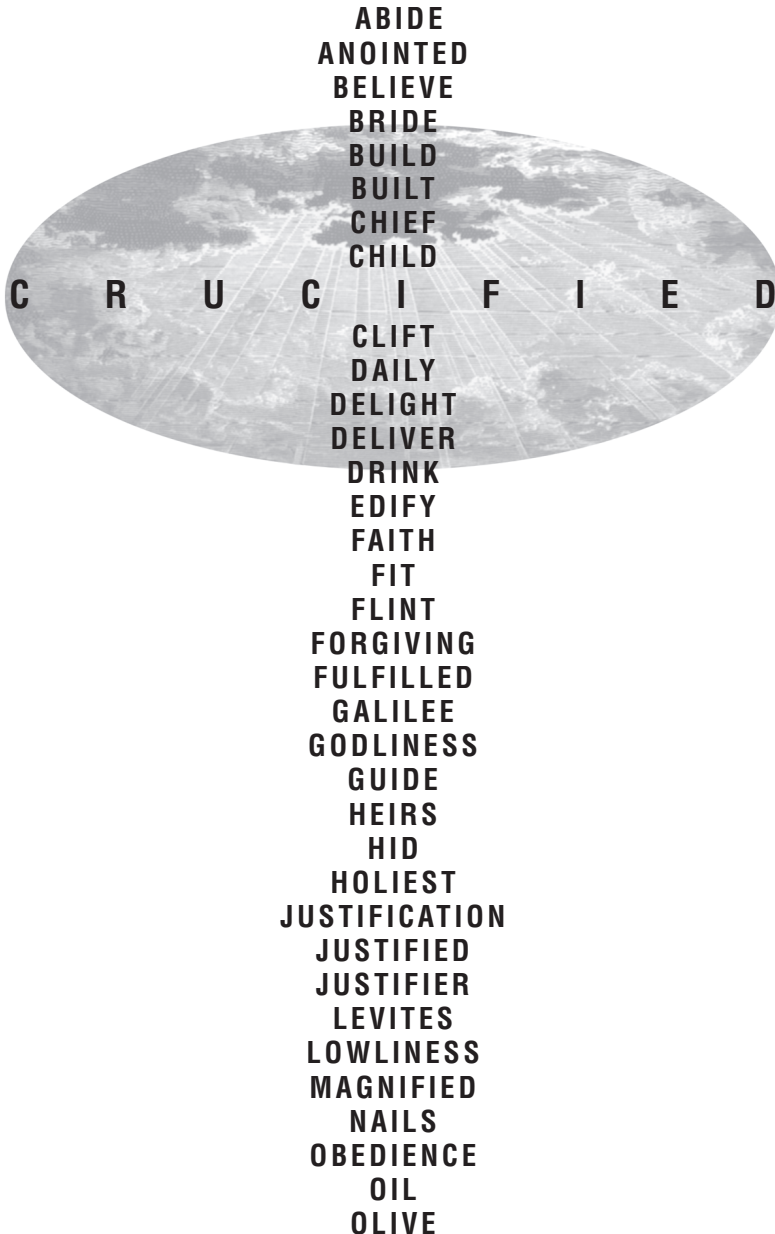 ABIDE
ANOINTED
BELIEVE
BRIDE
BUILD
BUILT
CHIEF
CHILD
C R U C I F I E D
CLIFT
DAILY
DELIGHT
DELIVER
DRINK
EDIFY
FAITH
FIT
FLINT
FORGIVING
FULFILLED
GALILEE
GODLINESS
GUIDE
HEIRS
HID
HOLIEST
JUSTIFICATION
JUSTIFIED
JUSTIFIER
LEVITES
LOWLINESS
MAGNIFIED
NAILS
OBEDIENCE
OIL
OLIVE